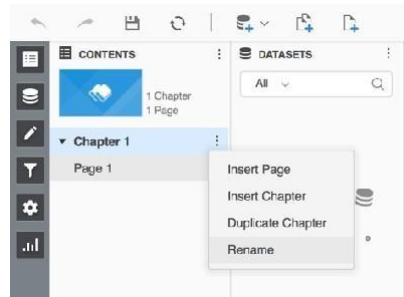 CONTENTS
DATASETS
1 Chapter
1 Page
All
Chapter 1
Page 1
Insert Page
Insert Chapter
Duplicate Chapter
Rename